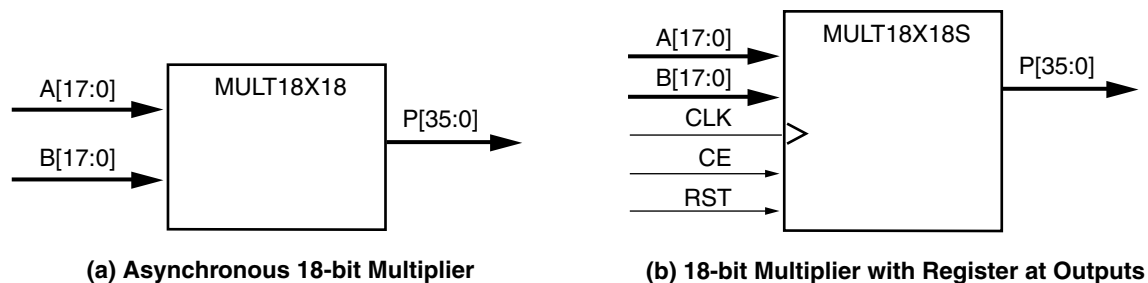 MULT18X18
A[17:0]
B[17:0]
P[35:0]
(a) Asynchronous 18-bit Multiplier
MULT18X18S
A[17:0]
B[17:0]
CLK
CE
RST
P[35:0]
(b) 18-bit Multiplier with Register at Outputs